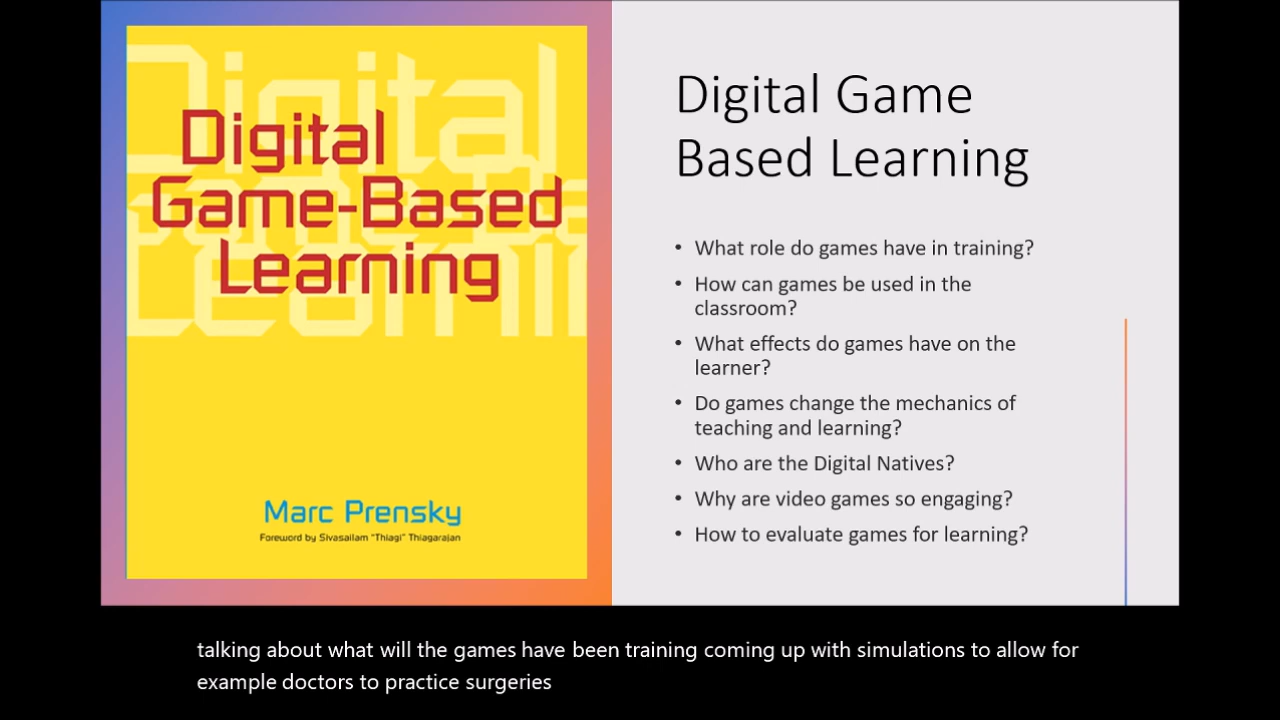 Digital
Game-Based
Learning
Digital
Game-Based
Learning
Marc Prensky
Foreword by Sivasailam "Thiagi" Thiagarajan
Digital Game
Based Learning
• What role do games have in training?
• How can games be used in the
classroom?
• What effects do games have on the
learner?
• Do games change the mechanics of
teaching and learning?
• Who are the Digital Natives?
• Why are video games so engaging?
• How to evaluate games for learning?
talking about what will the games have been training coming up with simulations to allow for
example doctors to practice surgeries